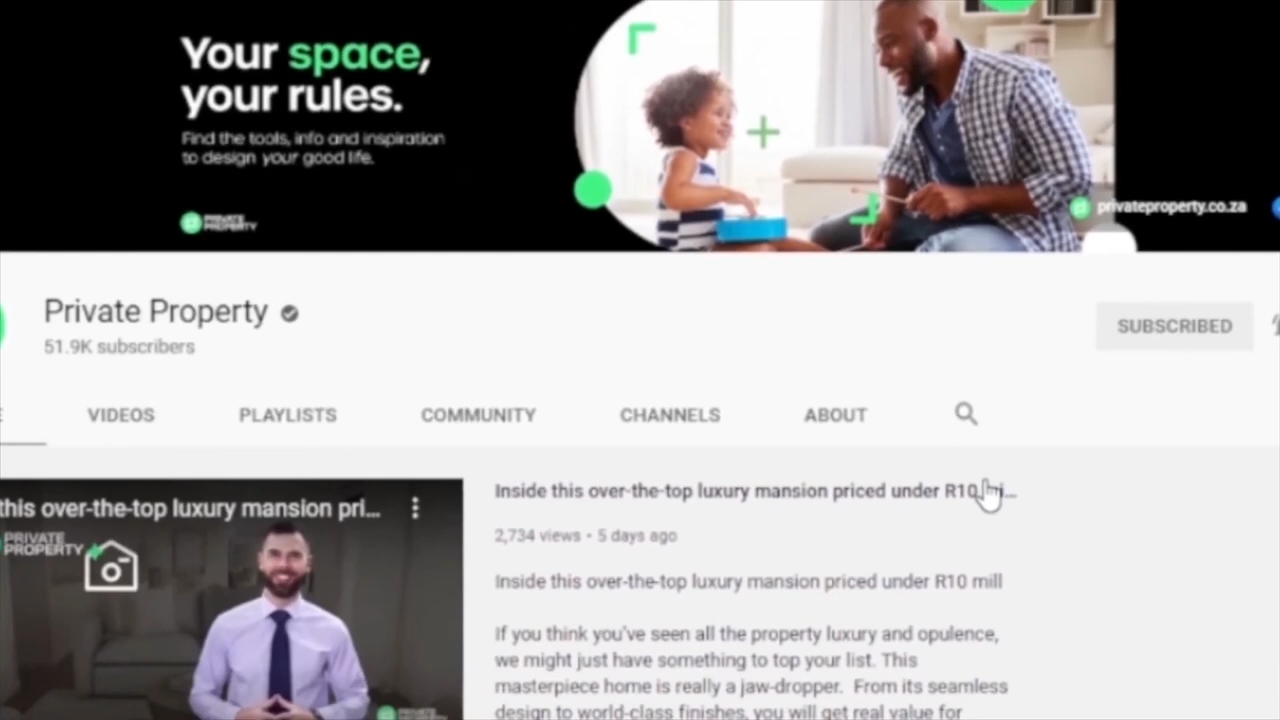 Your space,
your rules.
Find the tools, info and inspiration
to design your good life.
PRIVATE
PROPERTY
privateproperty.co.za
Private Property
51.9K subscribers
SUBSCRIBED
E
VIDEOS
PLAYLISTS
COMMUNITY
CHANNELS
ABOUT
this over-the-top luxury mansion pri...
PRIVATE
PROPERTY
Inside this over-the-top luxury mansion priced under R10 mi...
2,734 views • 5 days ago
Inside this over-the-top luxury mansion priced under R10 mill
If you think you've seen all the property luxury and opulence,
we might just have something to top your list. This
masterpiece home is really a jaw-dropper. From its seamless
design to world-class finishes, you will get real value for